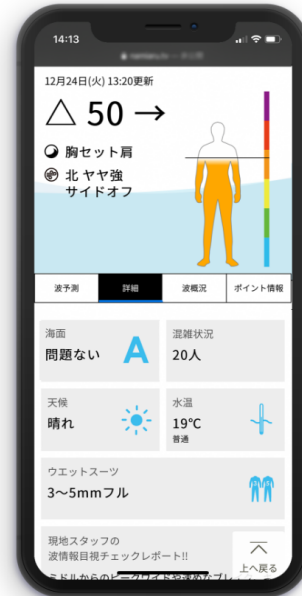 14:13
12月24日(火) 13:20更新
△ 50 →
胸セット肩
北 ヤヤ強
サイドオフ
波予測 詳細 波概況 ポイント情報
海面
問題ない A
混雑状況
20人
天候
晴れ
水温
19℃
普通
ウエットスーツ
3〜5mmフル
現地スタッフの
波情報目視チェックレポート!!
上へ戻る